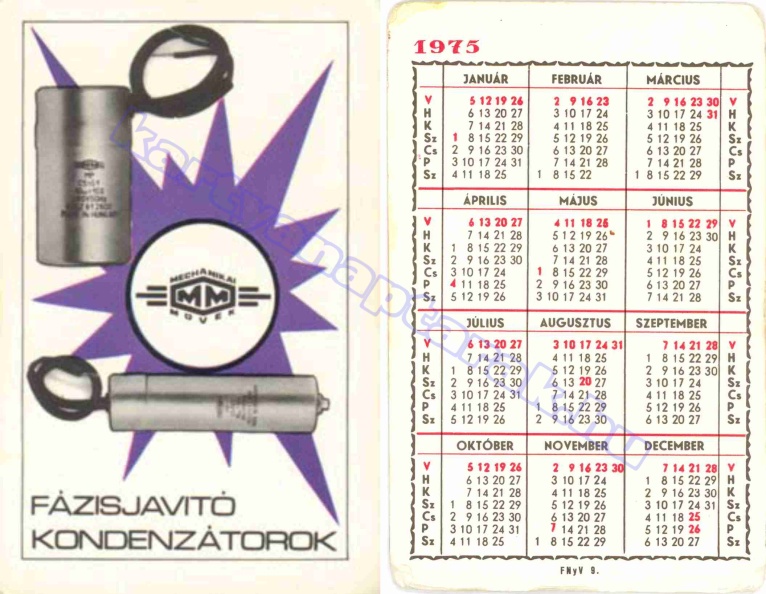 MECHANIKAI
MM
MŰVEK
FÁZISJAVITÓ
KONDENZÁTOROK
kartyanaptarak.hu
1975
JANUÁR FEBRUÁR MÁRCIUS
V 5 12 19 26 2 9 16 23 2 9 16 23 30 V
H 6 13 20 27 3 10 17 24 3 10 17 24 31 H
K 7 14 21 28 4 11 18 25 4 11 18 25 K
Sz 1 8 15 22 29 5 12 19 26 5 12 19 26 Sz
Cs 2 9 16 23 30 6 13 20 27 6 13 20 27 Cs
P 3 10 17 24 31 7 14 21 28 7 14 21 28 P
Sz 4 11 18 25 1 8 15 22 1 8 15 22 29 Sz
ÁPRILIS MÁJUS JÚNIUS
V 6 13 20 27 4 11 18 25 1 8 15 22 29 V
H 7 14 21 28 5 12 19 26 2 9 16 23 30 H
K 1 8 15 22 29 6 13 20 27 3 10 17 24 K
Sz 2 9 16 23 30 7 14 21 28 4 11 18 25 Sz
Cs 3 10 17 24 1 8 15 22 29 5 12 19 26 Cs
P 4 11 18 25 2 9 16 23 30 6 13 20 27 P
Sz 5 12 19 26 3 10 17 24 31 7 14 21 28 Sz
JÚLIUS AUGUSZTUS SZEPTEMBER
V 6 13 20 27 3 10 17 24 31 7 14 21 28 V
H 7 14 21 28 4 11 18 25 1 8 15 22 29 H
K 1 8 15 22 29 5 12 19 26 2 9 16 23 30 K
Sz 2 9 16 23 30 6 13 20 27 3 10 17 24 Sz
Cs 3 10 17 24 31 7 14 21 28 4 11 18 25 Cs
P 4 11 18 25 1 8 15 22 29 5 12 19 26 P
Sz 5 12 19 26 2 9 16 23 30 6 13 20 27 Sz
OKTÓBER NOVEMBER DECEMBER
V 5 12 19 26 2 9 16 23 30 7 14 21 28 V
H 6 13 20 27 3 10 17 24 1 8 15 22 29 H
K 7 14 21 28 4 11 18 25 2 9 16 23 30 K
Sz 1 8 15 22 29 5 12 19 26 3 10 17 24 31 Sz
Cs 2 9 16 23 30 6 13 20 27 4 11 18 25 Cs
P 3 10 17 24 31 7 14 21 28 5 12 19 26 P
Sz 4 11 18 25 1 8 15 22 29 6 13 20 27 Sz
FNyV 9.